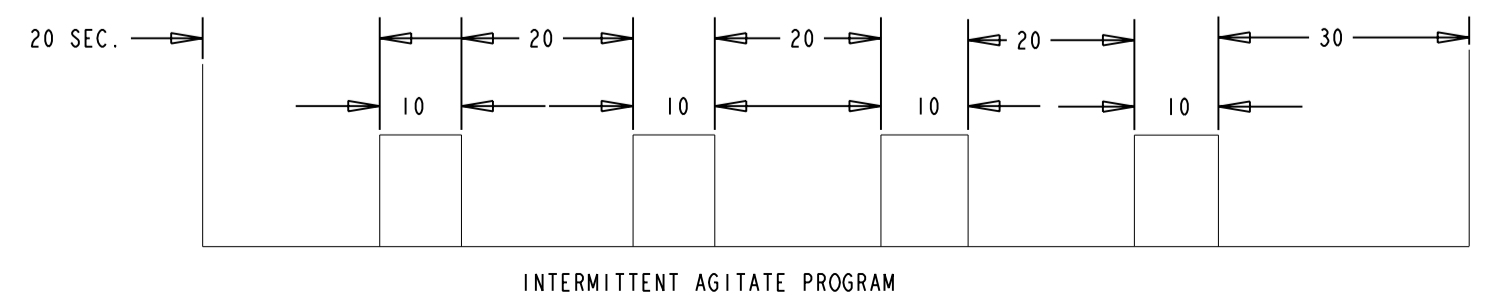 20 SEC. 20 20 20 30
10 10 10 10
INTERMITTENT AGITATE PROGRAM